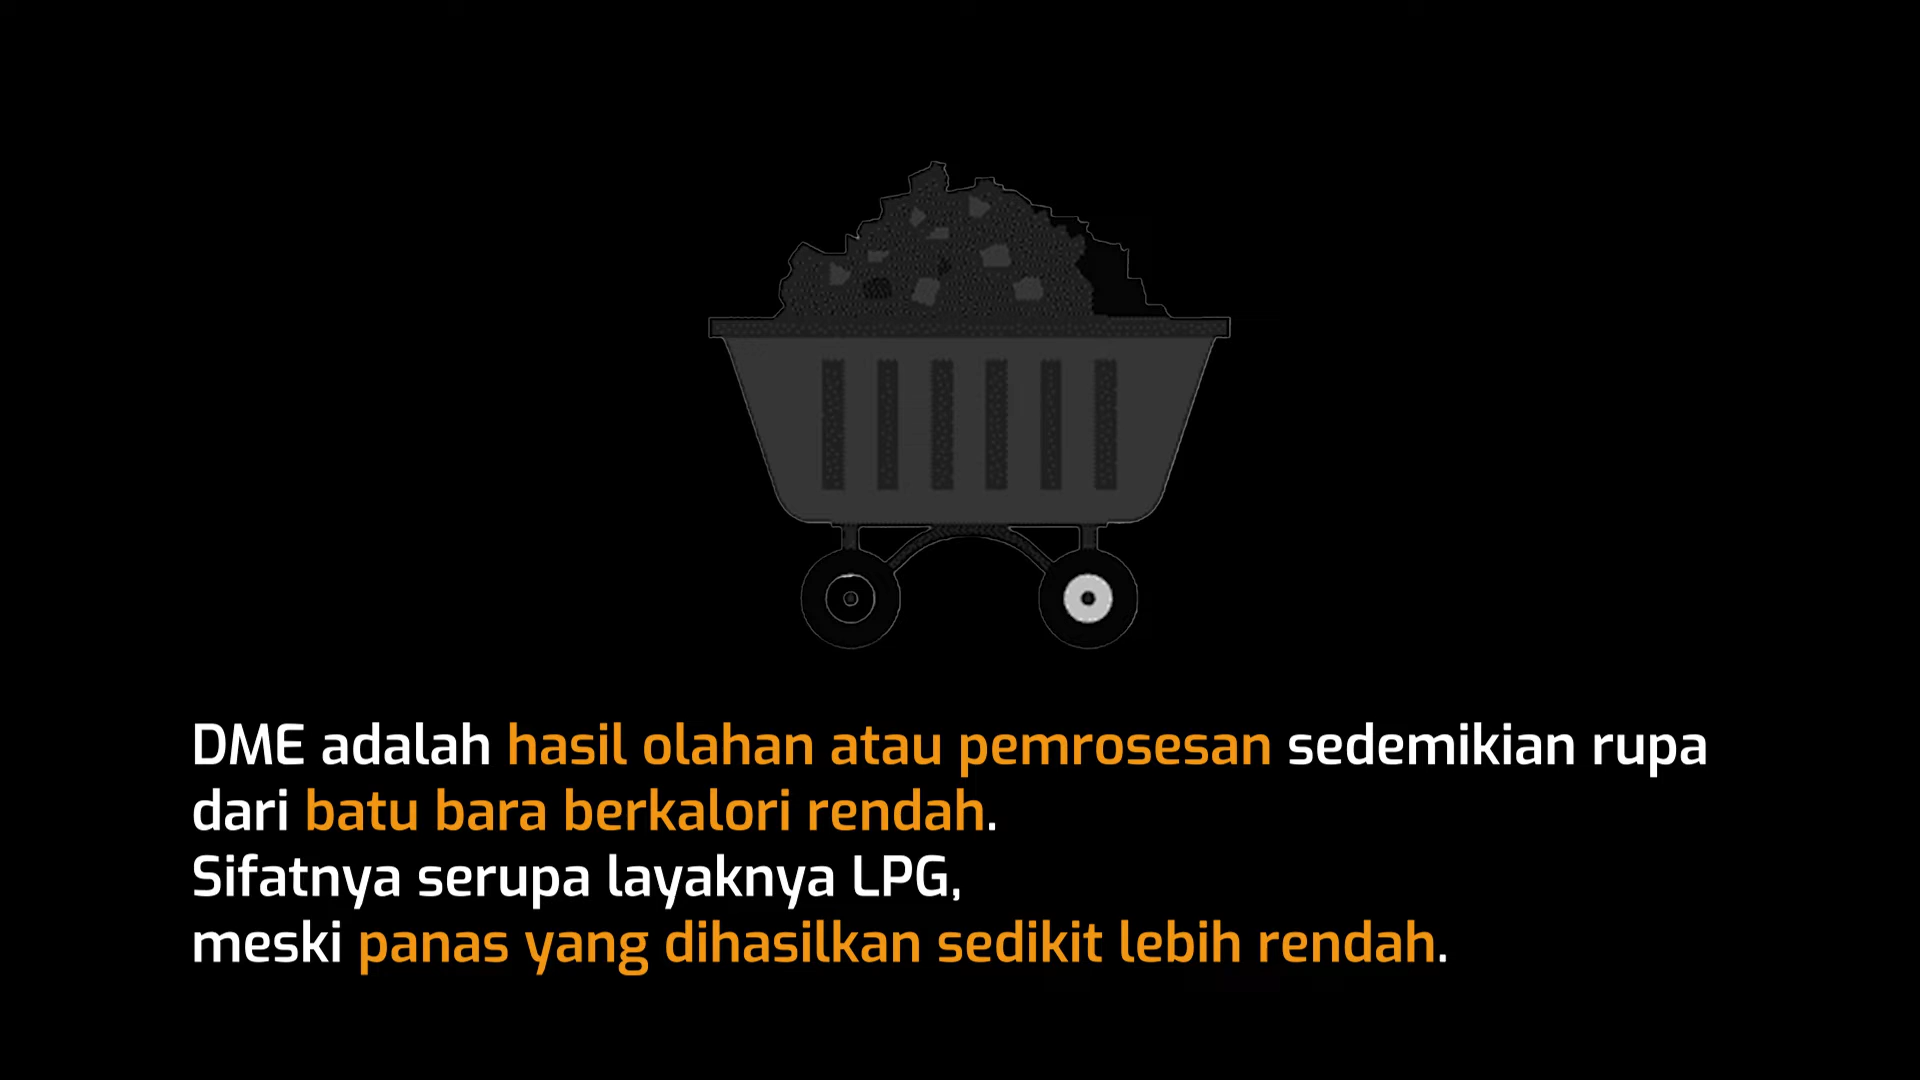 DME adalah hasil olahan atau pemrosesan sedemikian rupa
dari batu bara berkalori rendah.
Sifatnya serupa layaknya LPG,
meski panas yang dihasilkan sedikit lebih rendah.